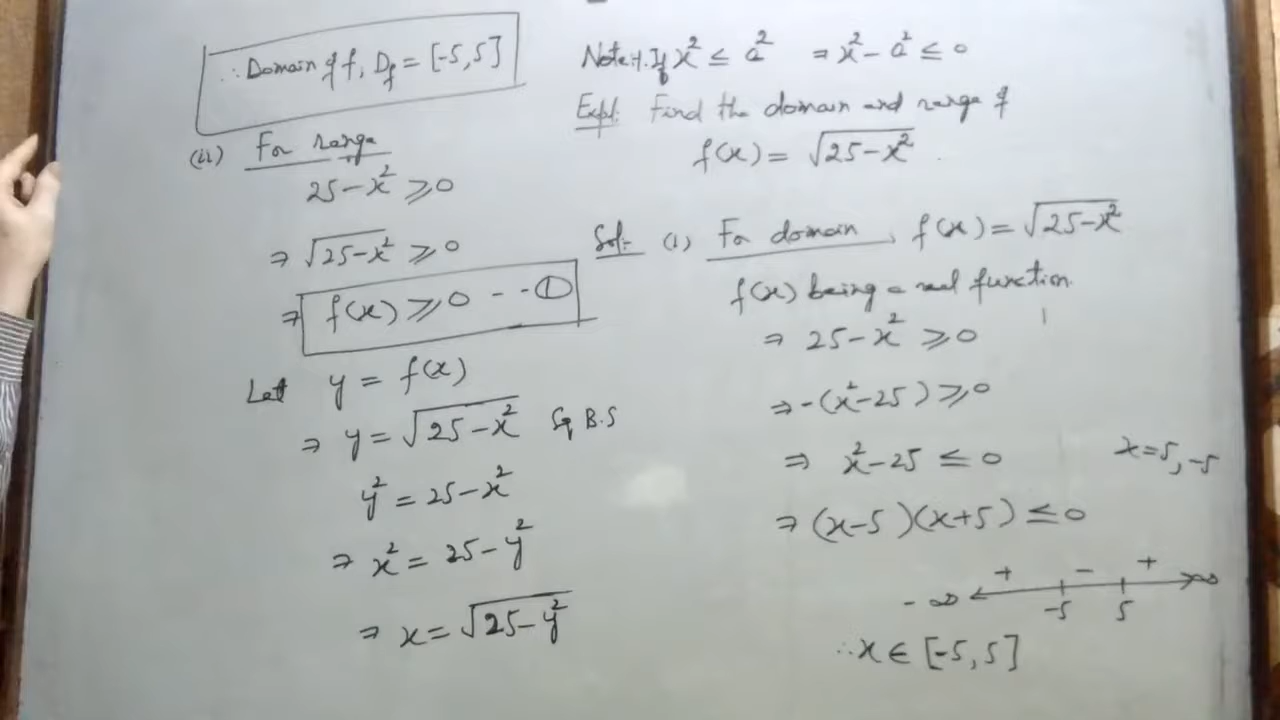 Note:1. If x² ≤ a² ⇒ x² - a² ≤ 0
Expl: Find the domain and range of
f(x) = √(25-x²)
Sol:- (i) For domain, f(x) = √(25-x²)
f(x) being a real function.
⇒ 25-x² ≥ 0
⇒ -(x²-25) ≥ 0
⇒ x²-25 ≤ 0 x=5,-5
⇒ (x-5)(x+5) ≤ 0
+ - +
-∞ -5 5 ∞
∴ x ∈ [-5,5]
∴ Domain of f, D_f = [-5,5]
(ii) For range
25-x² ≥ 0
⇒ √(25-x²) ≥ 0
⇒ f(x) ≥ 0 --①
Let y = f(x)
⇒ y = √(25-x²) Sq B.S
y² = 25-x²
⇒ x² = 25-y²
⇒ x = √(25-y²)